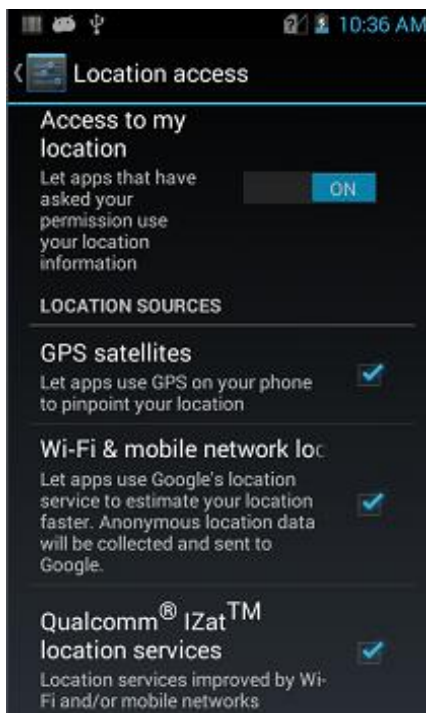 10:36 AM
Location access
Access to my
location
Let apps that have
asked your
permission use
your location
information
ON
LOCATION SOURCES
GPS satellites
Let apps use GPS on your phone
to pinpoint your location
Wi-Fi & mobile network loc
Let apps use Google's location
service to estimate your location
faster. Anonymous location data
will be collected and sent to
Google.
Qualcomm® IZat™
location services
Location services improved by Wi-
Fi and/or mobile networks